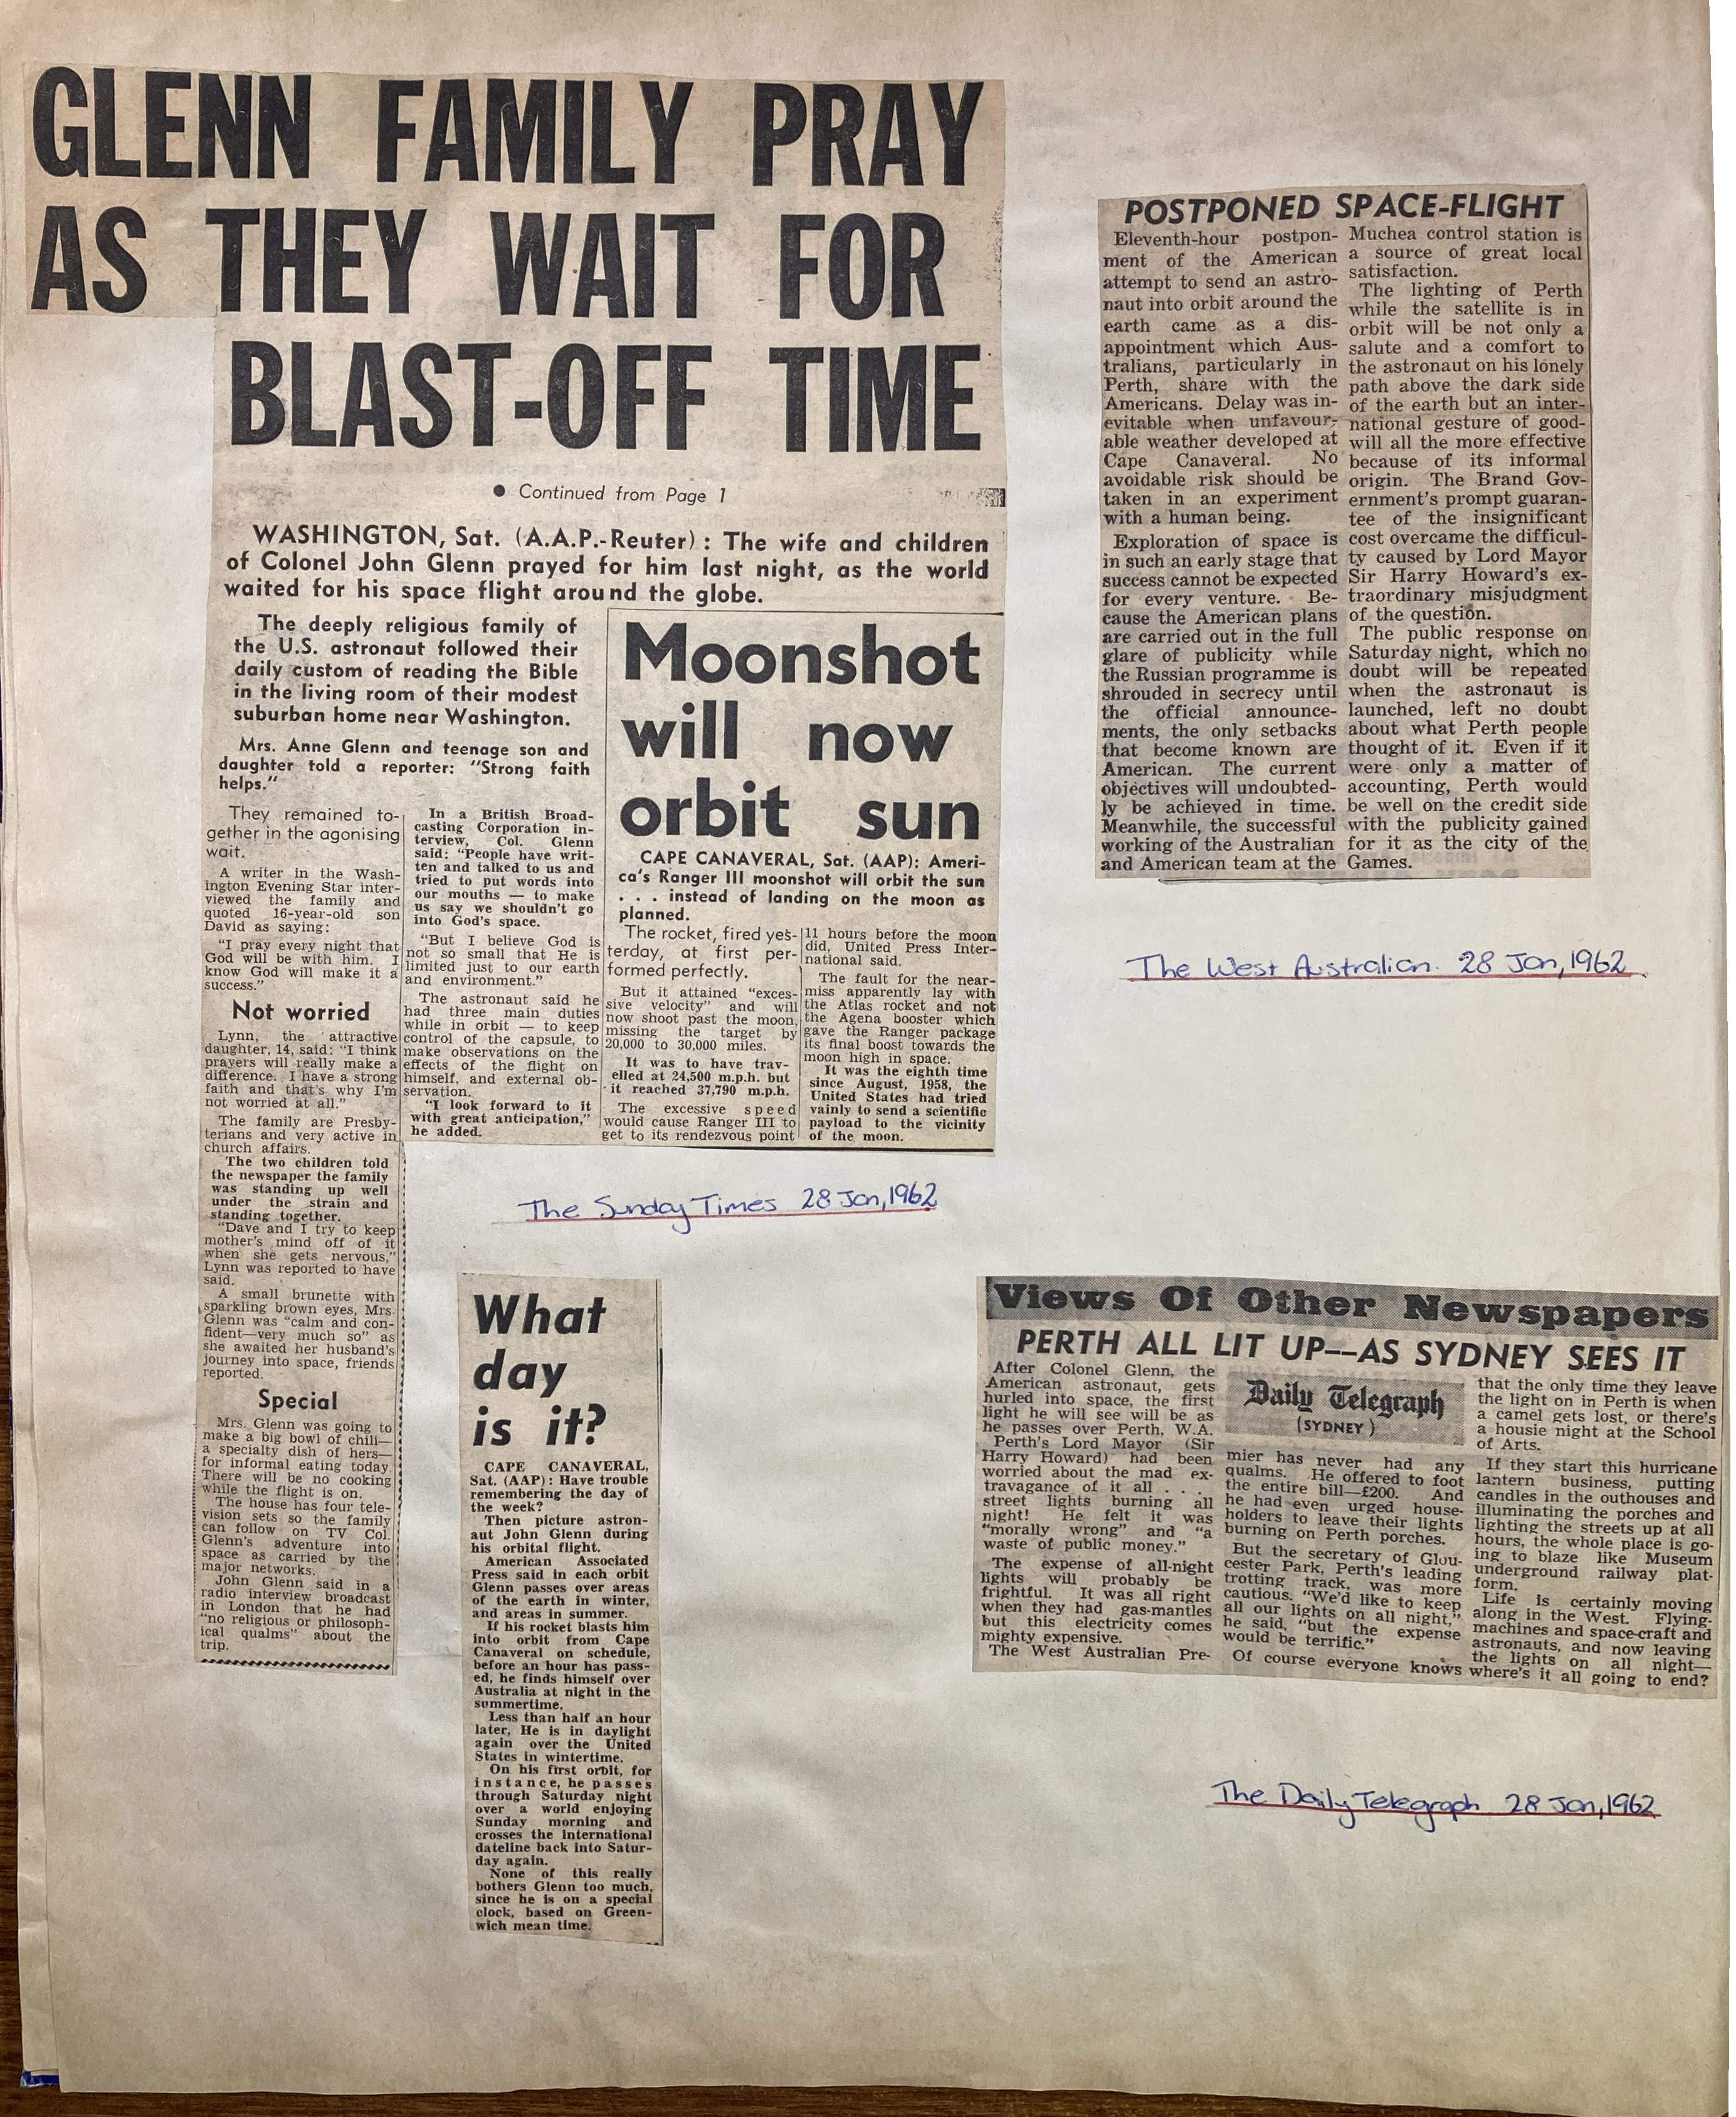 GLENN FAMILY PRAY
AS THEY WAIT FOR
BLAST-OFF TIME
● Continued from Page 1
WASHINGTON, Sat. (A.A.P.-Reuter): The wife and children
of Colonel John Glenn prayed for him last night, as the world
waited for his space flight around the globe.
The deeply religious family of
the U.S. astronaut followed their
daily custom of reading the Bible
in the living room of their modest
suburban home near Washington.
Mrs. Anne Glenn and teenage son and
daughter told a reporter: "Strong faith
helps."
They remained to-
gether in the agonising
wait.
A writer in the Wash-
ington Evening Star inter-
viewed the family and
quoted 16-year-old son
David as saying:
"I pray every night that
God will be with him. I
know God will make it a
success."
Not worried
Lynn, the attractive
daughter, 14, said: "I think
prayers will really make a
difference. I have a strong
faith and that's why I'm
not worried at all."
The family are Presby-
terians and very active in
church affairs.
The two children told
the newspaper the family
was standing up well
under the strain and
standing together.
"Dave and I try to keep
mother's mind off of it
when she gets nervous,"
Lynn was reported to have
said.
A small brunette with
sparkling brown eyes, Mrs.
Glenn was "calm and con-
fident—very much so" as
she awaited her husband's
journey into space, friends
reported.
Special
Mrs. Glenn was going to
make a big bowl of chili—
a specialty dish of hers—
for informal eating today.
There will be no cooking
while the flight is on.
The house has four tele-
vision sets so the family
can follow on TV Col.
Glenn's adventure into
space as carried by the
major networks.
John Glenn said in a
radio interview broadcast
in London that he had
"no religious or philosoph-
ical qualms" about the
trip.
In a British Broad-
casting Corporation in-
terview, Col. Glenn
said: "People have writ-
ten and talked to us and
tried to put words into
our mouths — to make
us say we shouldn't go
into God's space.
"But I believe God is
not so small that He is
limited just to our earth
and environment."
The astronaut said he
had three main duties
while in orbit — to keep
control of the capsule, to
make observations on the
effects of the flight on
himself, and external ob-
servation.
"I look forward to it
with great anticipation,"
he added.
Moonshot
will now
orbit sun
CAPE CANAVERAL, Sat. (AAP): Ameri-
ca's Ranger III moonshot will orbit the sun
. . . instead of landing on the moon as
planned.
The rocket, fired yes-
terday, at first per-
formed perfectly.
But it attained "exces-
sive velocity" and will
now shoot past the moon,
missing the target by
20,000 to 30,000 miles.
It was to have trav-
elled at 24,500 m.p.h. but
it reached 37,790 m.p.h.
The excessive speed
would cause Ranger III to
get to its rendezvous point
11 hours before the moon
did, United Press Inter-
national said.
The fault for the near-
miss apparently lay with
the Atlas rocket and not
the Agena booster which
gave the Ranger package
its final boost towards the
moon high in space.
It was the eighth time
since August, 1958, the
United States had tried
vainly to send a scientific
payload to the vicinity
of the moon.
The Sunday Times 28 Jan, 1962
What
day
is it?
CAPE CANAVERAL,
Sat. (AAP): Have trouble
remembering the day of
the week?
Then picture astron-
aut John Glenn during
his orbital flight.
American Associated
Press said in each orbit
Glenn passes over areas
of the earth in winter,
and areas in summer.
If his rocket blasts him
into orbit from Cape
Canaveral on schedule,
before an hour has pass-
ed, he finds himself over
Australia at night in the
summertime.
Less than half an hour
later, He is in daylight
again over the United
States in wintertime.
On his first orbit, for
instance, he passes
through Saturday night
over a world enjoying
Sunday morning and
crosses the international
dateline back into Satur-
day again.
None of this really
bothers Glenn too much,
since he is on a special
clock, based on Green-
wich mean time.
POSTPONED SPACE-FLIGHT
Eleventh-hour postpon-
ment of the American
attempt to send an astro-
naut into orbit around the
earth came as a dis-
appointment which Aus-
tralians, particularly in
Perth, share with the
Americans. Delay was in-
evitable when unfavour-
able weather developed at
Cape Canaveral. No
avoidable risk should be
taken in an experiment
with a human being.
Exploration of space is
in such an early stage that
success cannot be expected
for every venture. Be-
cause the American plans
are carried out in the full
glare of publicity while
the Russian programme is
shrouded in secrecy until
the official announce-
ments, the only setbacks
that become known are
American. The current
objectives will undoubted-
ly be achieved in time.
Meanwhile, the successful
working of the Australian
and American team at the
Muchea control station is
a source of great local
satisfaction.
The lighting of Perth
while the satellite is in
orbit will be not only a
salute and a comfort to
the astronaut on his lonely
path above the dark side
of the earth but an inter-
national gesture of good-
will all the more effective
because of its informal
origin. The Brand Gov-
ernment's prompt guaran-
tee of the insignificant
cost overcame the difficul-
ty caused by Lord Mayor
Sir Harry Howard's ex-
traordinary misjudgment
of the question.
The public response on
Saturday night, which no
doubt will be repeated
when the astronaut is
launched, left no doubt
about what Perth people
thought of it. Even if it
were only a matter of
accounting, Perth would
be well on the credit side
with the publicity gained
for it as the city of the
Games.
The West Australian. 28 Jan, 1962.
Views Of Other Newspapers
PERTH ALL LIT UP--AS SYDNEY SEES IT
After Colonel Glenn, the
American astronaut, gets
hurled into space, the first
light he will see will be as
he passes over Perth, W.A.
Perth's Lord Mayor (Sir
Harry Howard) had been
worried about the mad ex-
travagance of it all . . .
street lights burning all
night! He felt it was
"morally wrong" and "a
waste of public money."
The expense of all-night
lights will probably be
frightful. It was all right
when they had gas-mantles
but this electricity comes
mighty expensive.
The West Australian Pre-
Daily Telegraph
(SYDNEY)
mier has never had any
qualms. He offered to foot
the entire bill—£200. And
he had even urged house-
holders to leave their lights
burning on Perth porches.
But the secretary of Glou-
cester Park, Perth's leading
trotting track, was more
cautious. "We'd like to keep
all our lights on all night,"
he said, "but the expense
would be terrific."
Of course everyone knows
that the only time they leave
the light on in Perth is when
a camel gets lost, or there's
a housie night at the School
of Arts.
If they start this hurricane
lantern business, putting
candles in the outhouses and
illuminating the porches and
lighting the streets up at all
hours, the whole place is go-
ing to blaze like Museum
underground railway plat-
form.
Life is certainly moving
along in the West. Flying-
machines and space-craft and
astronauts, and now leaving
the lights on all night—
where's it all going to end?
The Daily Telegraph 28 Jan, 1962